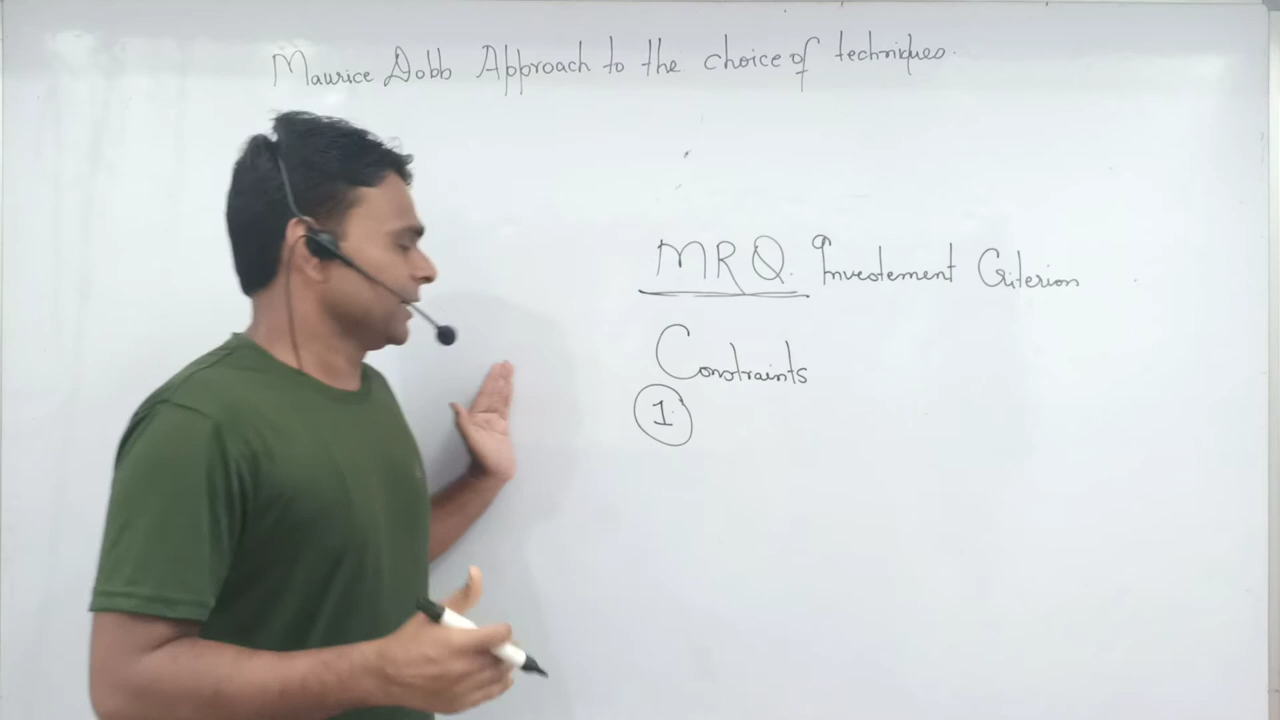 Maurice Dobb Approach to the choice of techniques.
MRQ. Investement Criterion
Constraints
1.